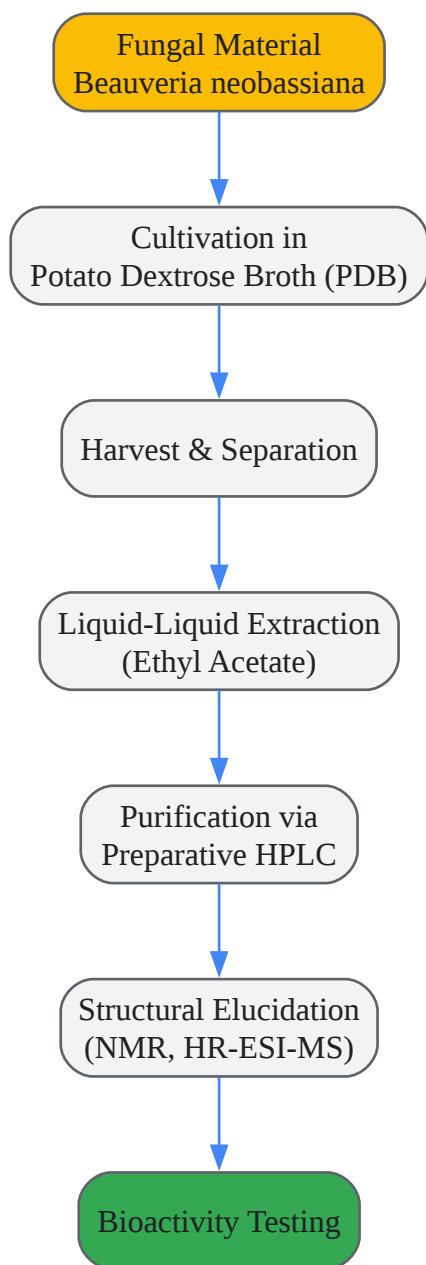 Fungal Material
Beauveria neobassiana
Cultivation in
Potato Dextrose Broth (PDB)
Harvest & Separation
Liquid-Liquid Extraction
(Ethyl Acetate)
Purification via
Preparative HPLC
Structural Elucidation
(NMR, HR-ESI-MS)
Bioactivity Testing